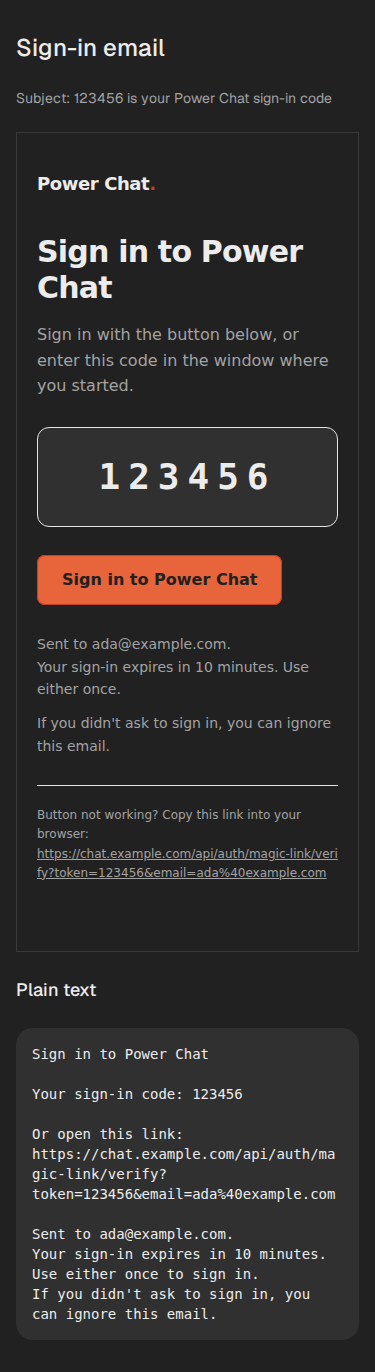 Sign-in email
Subject: 123456 is your Power Chat sign-in code
Power Chat.
Sign in to Power
Chat
Sign in with the button below, or
enter this code in the window where
you started.
123456
Sign in to Power Chat
Sent to ada@example.com.
Your sign-in expires in 10 minutes. Use
either once.
If you didn't ask to sign in, you can ignore
this email.
Button not working? Copy this link into your
browser:
https://chat.example.com/api/auth/magic-link/veri
fy?token=123456&email=ada%40example.com
Plain text
Sign in to Power Chat
Your sign-in code: 123456
Or open this link:
https://chat.example.com/api/auth/ma
gic-link/verify?
token=123456&email=ada%40example.com
Sent to ada@example.com.
Your sign-in expires in 10 minutes.
Use either once to sign in.
If you didn't ask to sign in, you
can ignore this email.